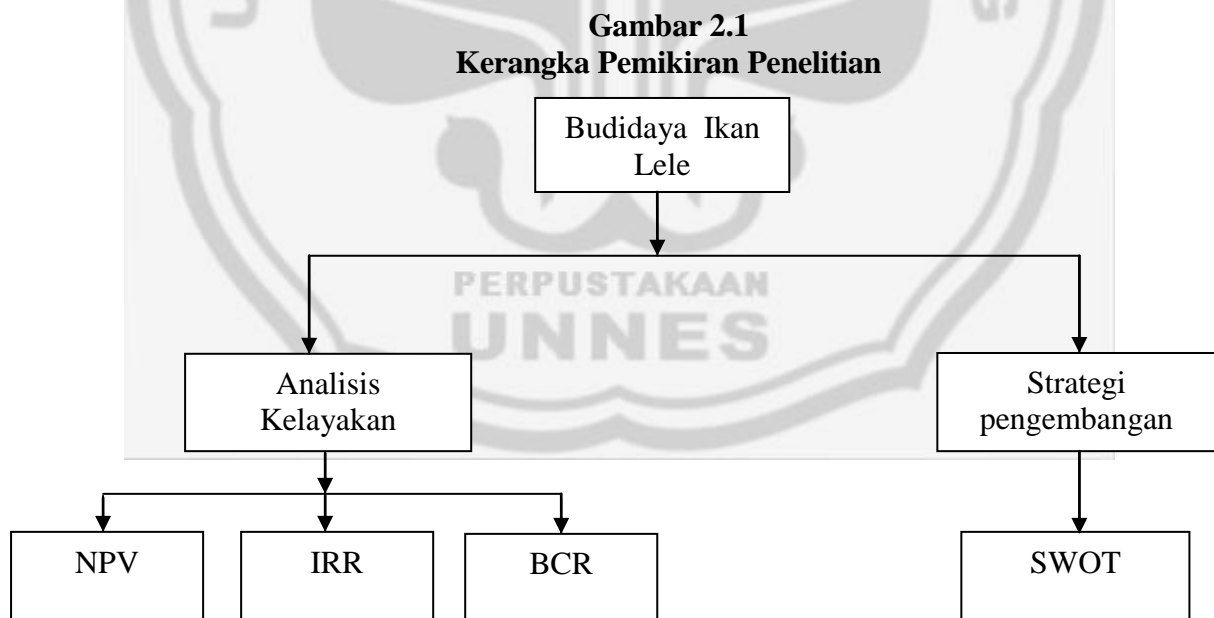 Gambar 2.1
Kerangka Pemikiran Penelitian
Budidaya Ikan
Lele
PERPUSTAKAAN
UNNES
Analisis
Kelayakan
Strategi
pengembangan
NPV
IRR
BCR
SWOT